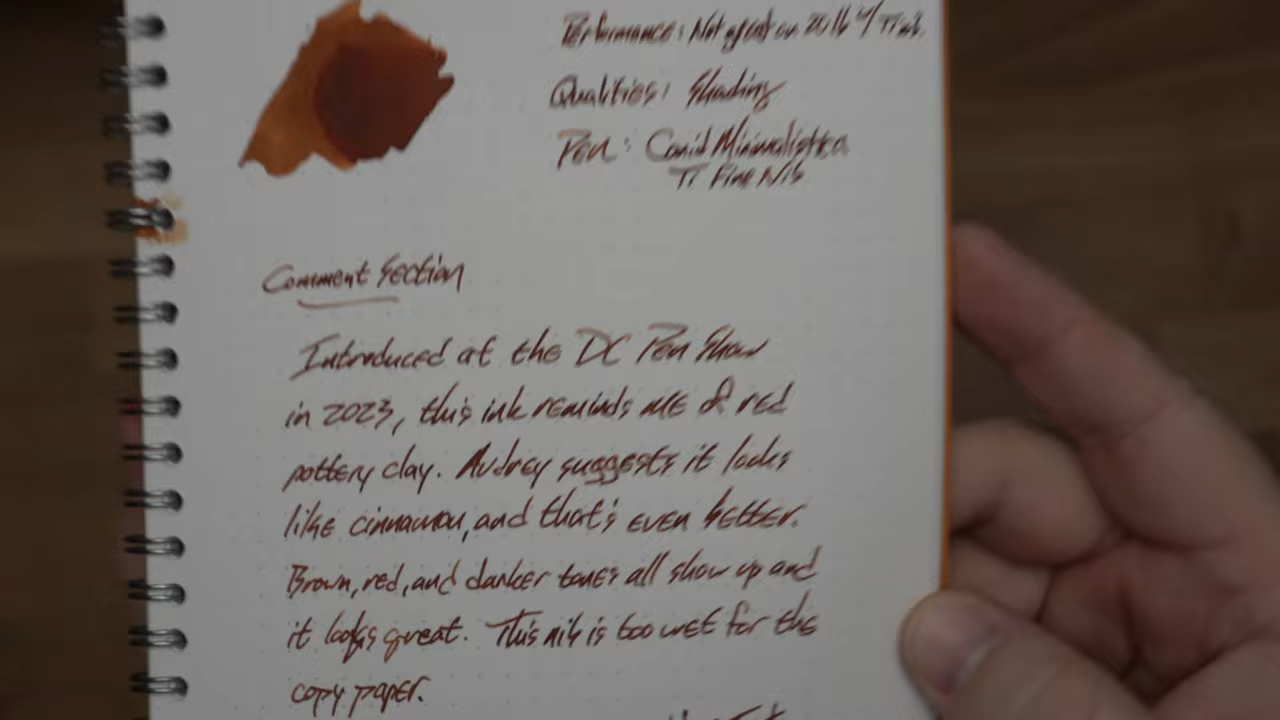 Performance: Not great on 20lb w/ this.
Qualities: Shading
Pen: Conid Minimalistica
Ti Fine Nib
Comment Section
Introduced at the DC Pen Show
in 2023, this ink reminds me of red
pottery clay. Audrey suggests it looks
like cinnamon, and that's even better.
Brown, red, and darker tones all show up and
it looks great. This nib is too wet for the
copy paper.